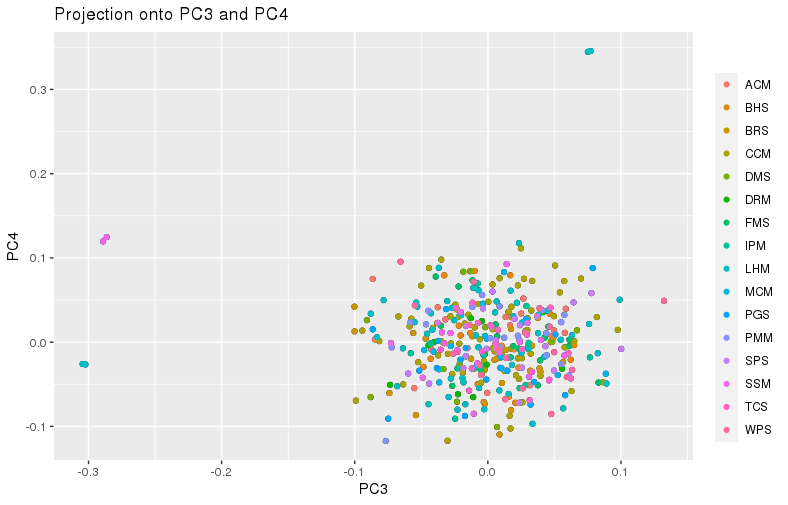 Projection onto PC3 and PC4
PC4
0.3
0.2
0.1
0.0
-0.1
-0.3
-0.2
-0.1
0.0
0.1
PC3
ACM
BHS
BRS
CCM
DMS
DRM
FMS
IPM
LHM
MCM
PGS
PMM
SPS
SSM
TCS
WPS